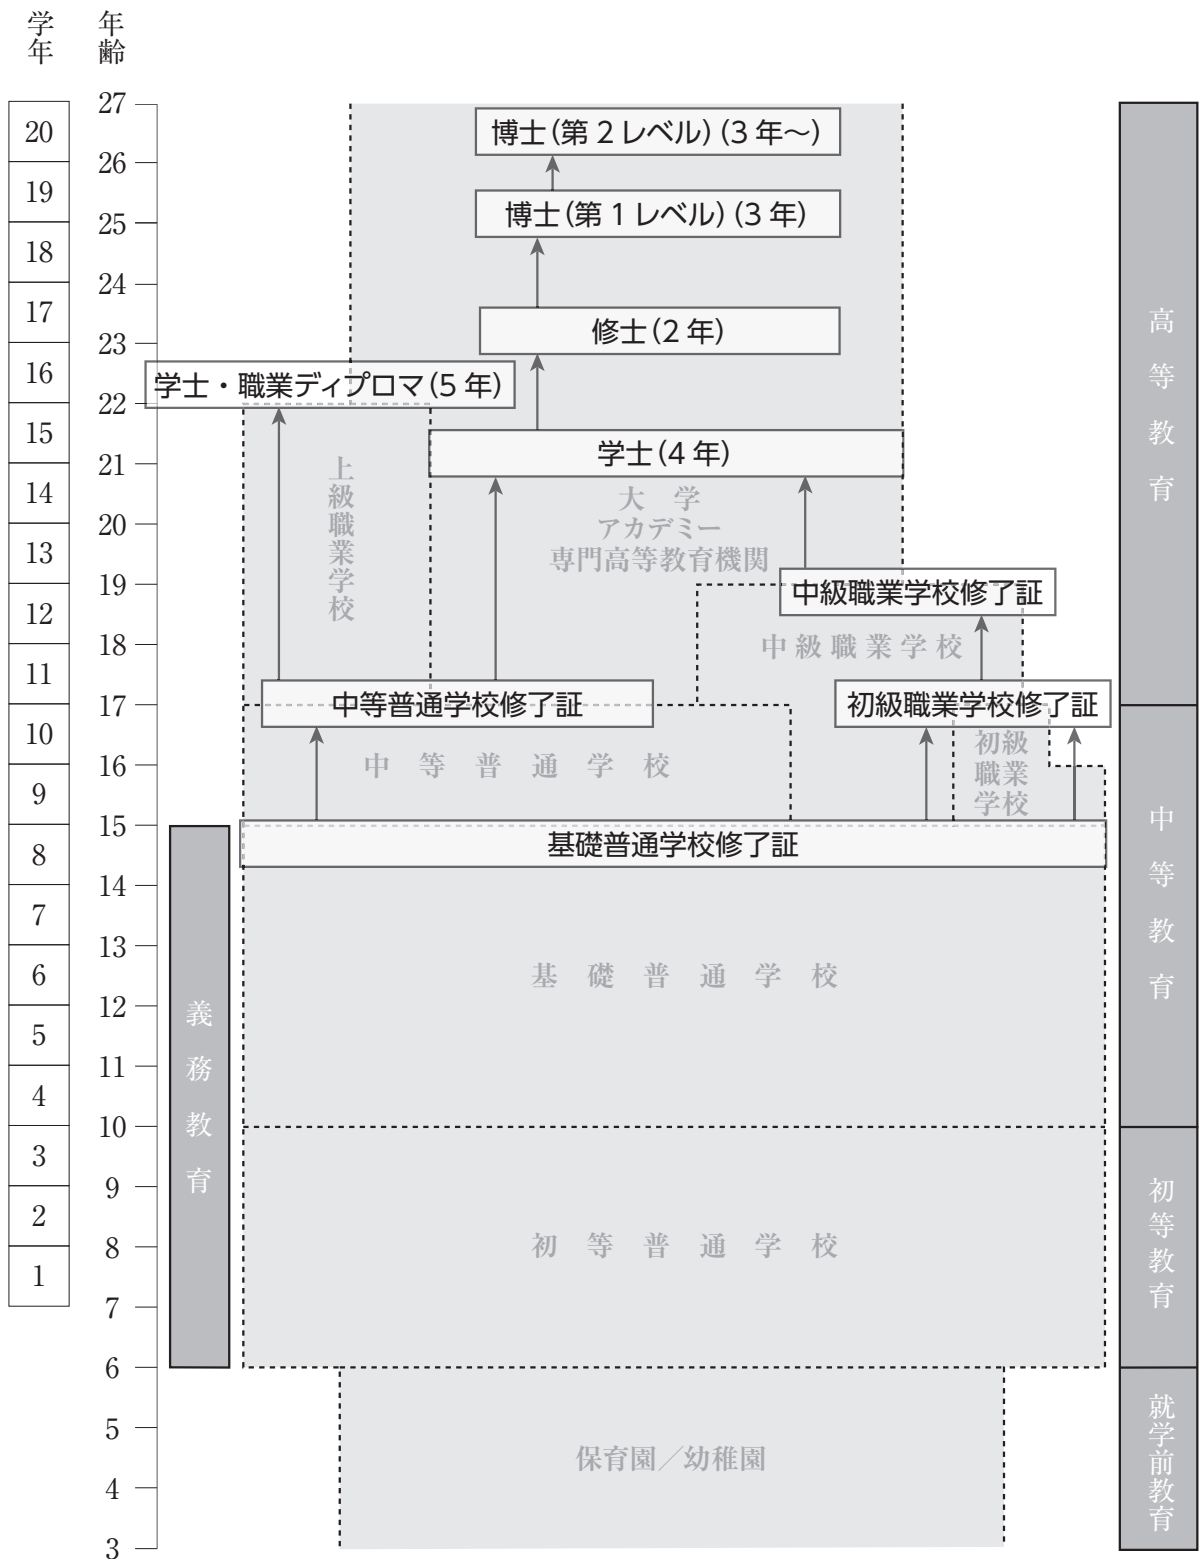 学年
年齢
20
19
18
17
16
15
14
13
12
11
10
9
8
7
6
5
4
3
2
1
27
26
25
24
23
22
21
20
19
18
17
16
15
14
13
12
11
10
9
8
7
6
5
4
3
義務教育
博士(第2レベル)(3年～)
博士(第1レベル)(3年)
修士(2年)
学士・職業ディプロマ(5年)
学士(4年)
上級職業学校
大 学
アカデミー
専門高等教育機関
中級職業学校修了証
中級職業学校
中等普通学校修了証
初級職業学校修了証
中等普通学校
初級
職業
学校
基礎普通学校修了証
基礎普通学校
初等普通学校
保育園／幼稚園
高等教育
中等教育
初等教育
就学前教育